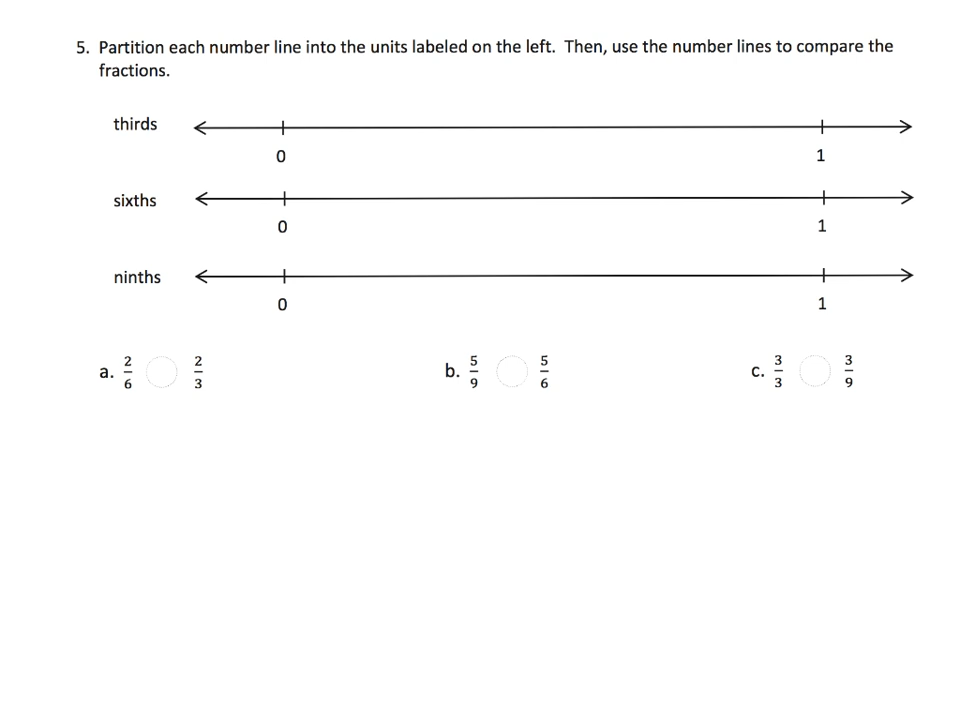 5. Partition each number line into the units labeled on the left. Then, use the number lines to compare the
fractions.
thirds
0 1
sixths
0 1
ninths
0 1
a. 2/6 2/3 b. 5/9 5/6 c. 3/3 3/9